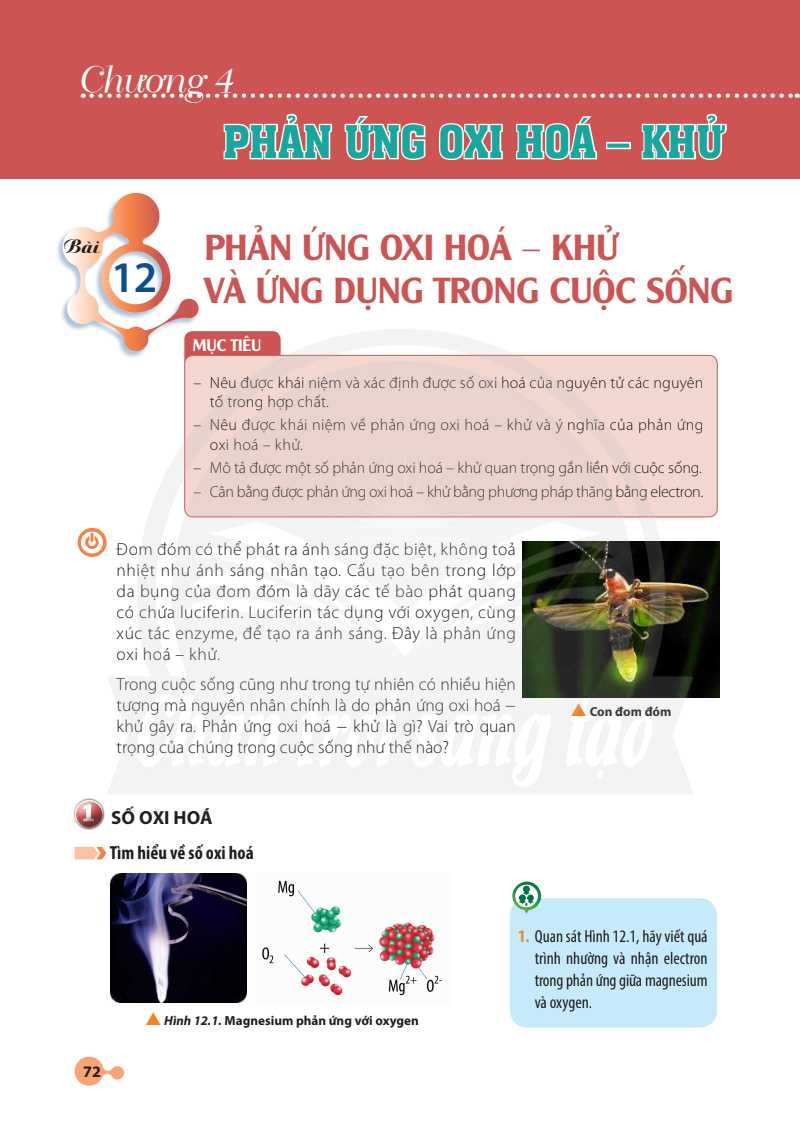 Chương 4
PHẢN ỨNG OXI HOÁ – KHỬ
Bài
12
PHẢN ỨNG OXI HOÁ – KHỬ
VÀ ỨNG DỤNG TRONG CUỘC SỐNG
MỤC TIÊU
– Nêu được khái niệm và xác định được số oxi hoá của nguyên tử các nguyên
tố trong hợp chất.
– Nêu được khái niệm về phản ứng oxi hoá – khử và ý nghĩa của phản ứng
oxi hoá – khử.
– Mô tả được một số phản ứng oxi hoá – khử quan trọng gắn liền với cuộc sống.
– Cân bằng được phản ứng oxi hoá – khử bằng phương pháp thăng bằng electron.
Đom đóm có thể phát ra ánh sáng đặc biệt, không toả
nhiệt như ánh sáng nhân tạo. Cấu tạo bên trong lớp
da bụng của đom đóm là dãy các tế bào phát quang
có chứa luciferin. Luciferin tác dụng với oxygen, cùng
xúc tác enzyme, để tạo ra ánh sáng. Đây là phản ứng
oxi hoá – khử.
Trong cuộc sống cũng như trong tự nhiên có nhiều hiện
tượng mà nguyên nhân chính là do phản ứng oxi hoá –
khử gây ra. Phản ứng oxi hoá – khử là gì? Vai trò quan
trọng của chúng trong cuộc sống như thế nào?
Con đom đóm
Chân trời sáng tạo
1 SỐ OXI HOÁ
Tìm hiểu về số oxi hoá
Mg
O2
+
Mg2+ O2-
Hình 12.1. Magnesium phản ứng với oxygen
1. Quan sát Hình 12.1, hãy viết quá
trình nhường và nhận electron
trong phản ứng giữa magnesium
và oxygen.
72